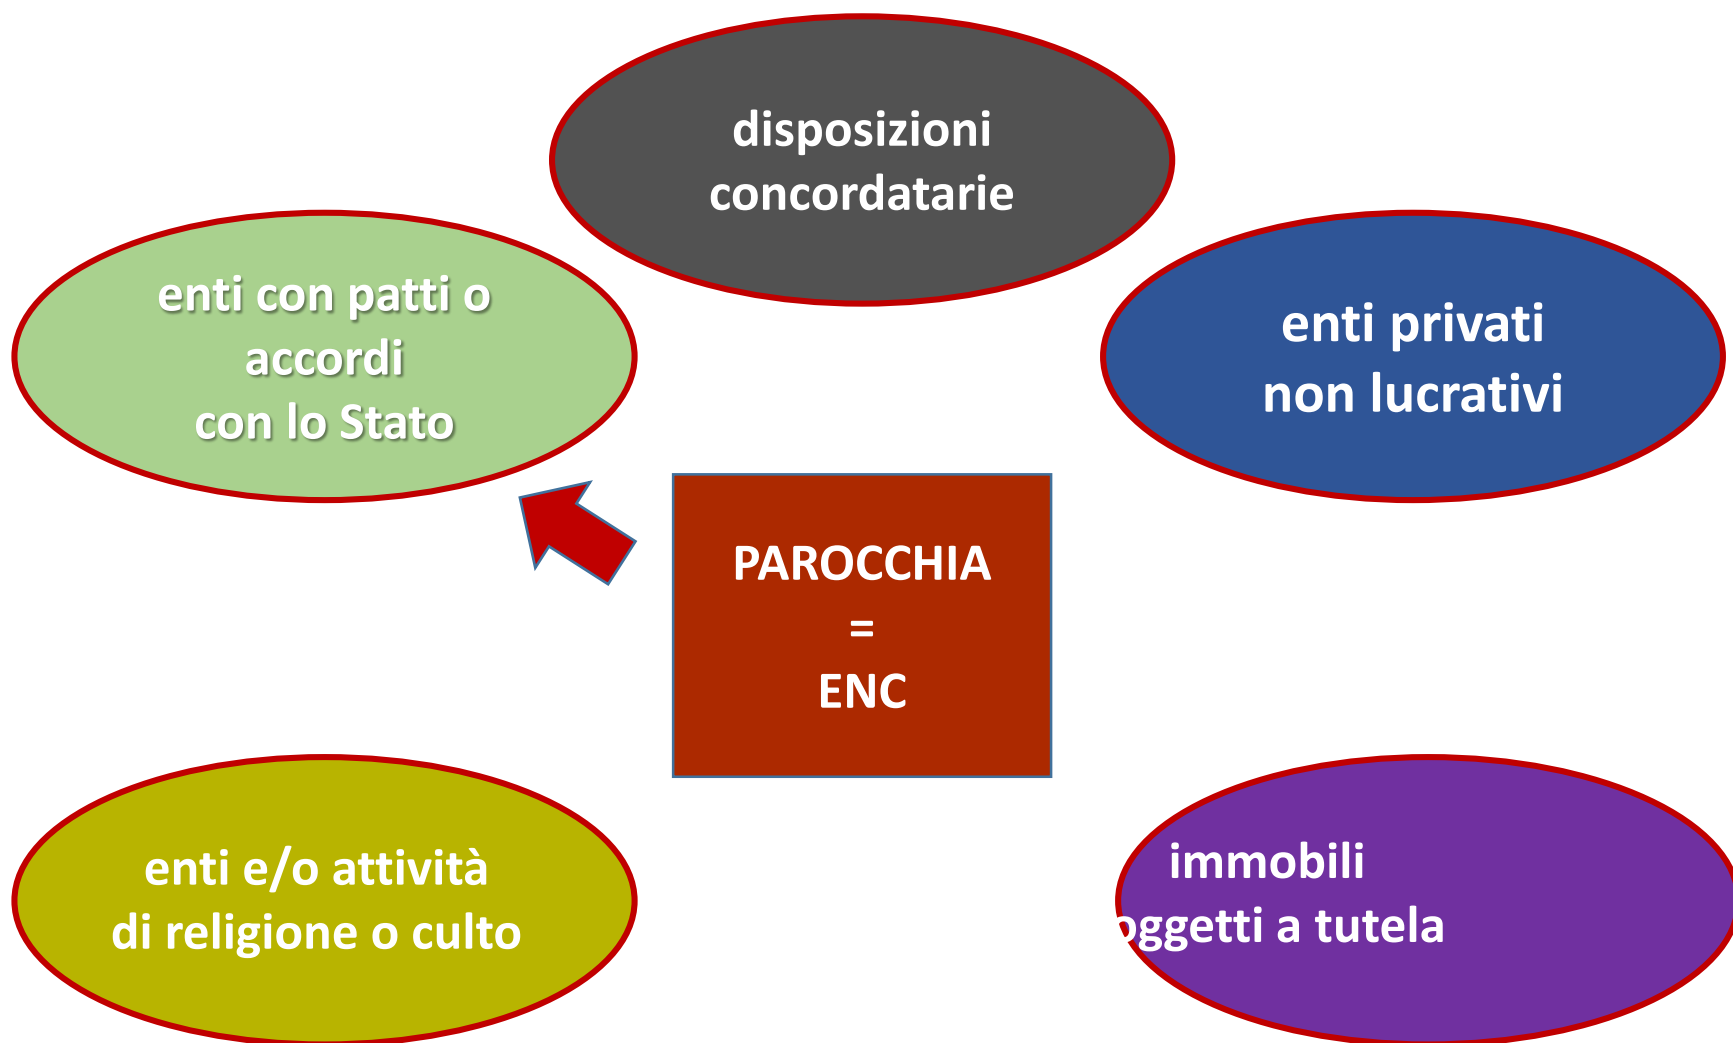 disposizioni
concordatarie
enti con patti o
accordi
con lo Stato
enti privati
non lucrativi
PAROCCHIA
=
ENC
enti e/o attività
di religione o culto
immobili
oggetti a tutela